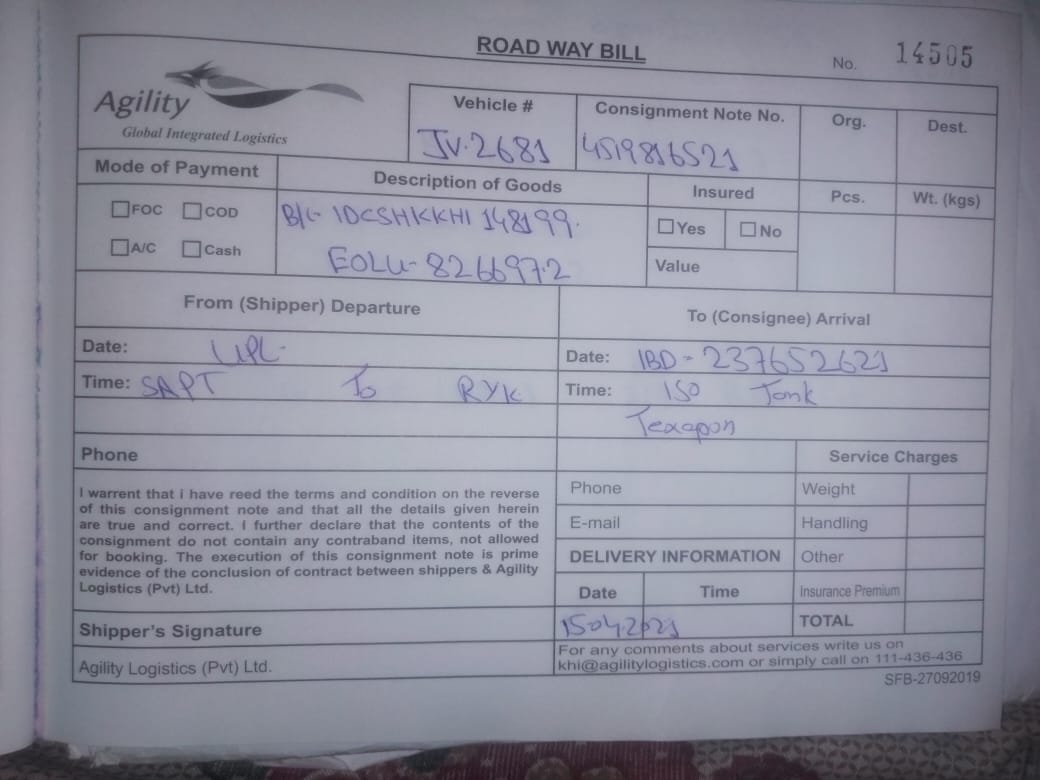 ROAD WAY BILL
No. 14505
Agility
Global Integrated Logistics
Vehicle #
JV-2681
Consignment Note No.
4519816521
Org.
Dest.
Mode of Payment
FOC COD
A/C Cash
Description of Goods
B/L- IDCSHKKHI 148199.
EOLU-826697.2
Insured
Yes No
Value
Pcs.
Wt. (kgs)
From (Shipper) Departure
Date: UPL-
Time: SAPT To RYK
Phone
To (Consignee) Arrival
Date: IBD - 237652621
Time: ISO Tank
Texapon
I warrent that i have reed the terms and condition on the reverse
of this consignment note and that all the details given herein
are true and correct. I further declare that the contents of the
consignment do not contain any contraband items, not allowed
for booking. The execution of this consignment note is prime
evidence of the conclusion of contract between shippers & Agility
Logistics (Pvt) Ltd.
Shipper's Signature
Agility Logistics (Pvt) Ltd.
Phone
E-mail
DELIVERY INFORMATION
Date Time
15.04.2021
Service Charges
Weight
Handling
Other
Insurance Premium
TOTAL
For any comments about services write us on
khi@agilitylogistics.com or simply call on 111-436-436
SFB-27092019